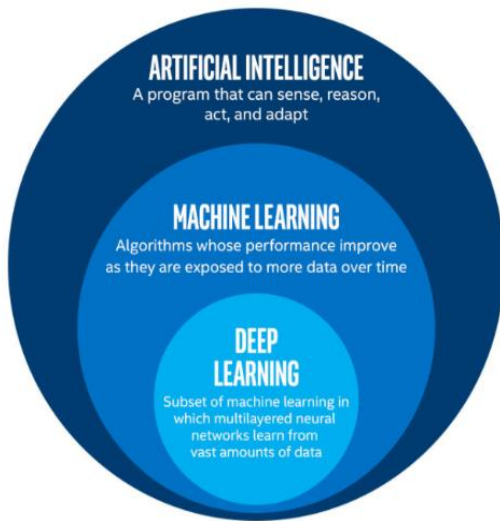 ARTIFICIAL INTELLIGENCE
A program that can sense, reason,
act, and adapt
MACHINE LEARNING
Algorithms whose performance improve
as they are exposed to more data over time
DEEP
LEARNING
Subset of machine learning in
which multilayered neural
networks learn from
vast amounts of data